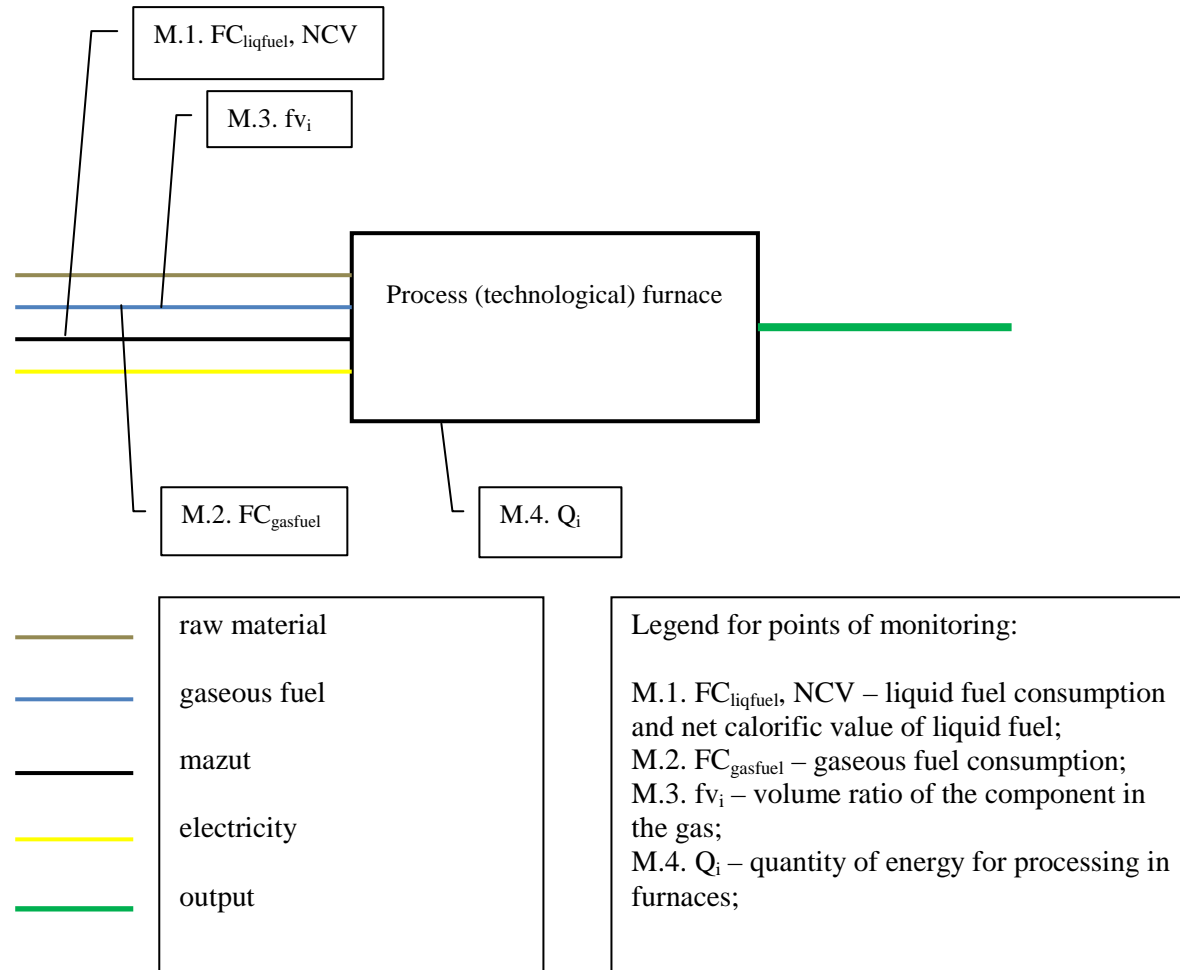 M.1. FCliqfuel, NCV
M.3. fvi
Process (technological) furnace
M.2. FCgasfuel
M.4. Qi
raw material
gaseous fuel
mazut
electricity
output
Legend for points of monitoring:
M.1. FCliqfuel, NCV – liquid fuel consumption
and net calorific value of liquid fuel;
M.2. FCgasfuel – gaseous fuel consumption;
M.3. fvi – volume ratio of the component in
the gas;
M.4. Qi – quantity of energy for processing in
furnaces;